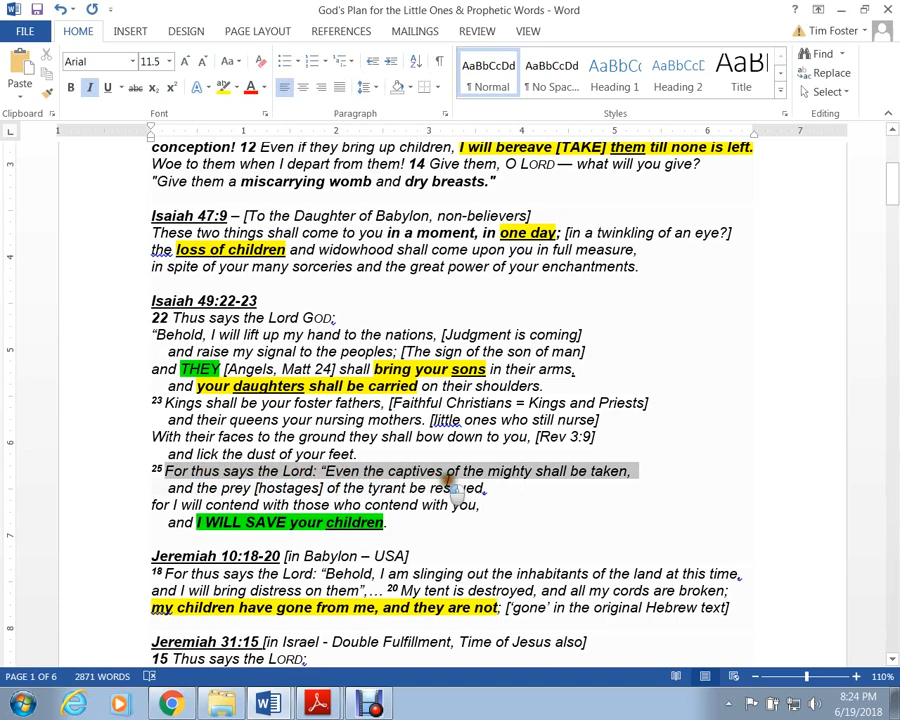 God's Plan for the Little Ones & Prophetic Words - Word
FILE HOME INSERT DESIGN PAGE LAYOUT REFERENCES MAILINGS REVIEW VIEW Tim Foster
Paste
Arial 11.5 Aa
B I U abc x₂ x² A A
AaBbCcDd AaBbCcDd AaBbCc AaBbCcD AaBl
¶ Normal ¶ No Spac... Heading 1 Heading 2 Title
Find
Replace
Select
Clipboard Font Paragraph Styles Editing
1 1 2 3 4 5 6 7
3
4
5
6
7
8
conception! 12 Even if they bring up children, I will bereave [TAKE] them till none is left.
Woe to them when I depart from them! 14 Give them, O LORD — what will you give?
"Give them a miscarrying womb and dry breasts."
Isaiah 47:9 – [To the Daughter of Babylon, non-believers]
These two things shall come to you in a moment, in one day; [in a twinkling of an eye?]
the loss of children and widowhood shall come upon you in full measure,
in spite of your many sorceries and the great power of your enchantments.
Isaiah 49:22-23
22 Thus says the Lord GOD:
“Behold, I will lift up my hand to the nations, [Judgment is coming]
and raise my signal to the peoples; [The sign of the son of man]
and THEY [Angels, Matt 24] shall bring your sons in their arms,
and your daughters shall be carried on their shoulders.
23 Kings shall be your foster fathers, [Faithful Christians = Kings and Priests]
and their queens your nursing mothers. [little ones who still nurse]
With their faces to the ground they shall bow down to you, [Rev 3:9]
and lick the dust of your feet.
25 For thus says the Lord: “Even the captives of the mighty shall be taken,
and the prey [hostages] of the tyrant be rescued,
for I will contend with those who contend with you,
and I WILL SAVE your children.
Jeremiah 10:18-20 [in Babylon – USA]
18 For thus says the Lord: “Behold, I am slinging out the inhabitants of the land at this time,
and I will bring distress on them”,… 20 My tent is destroyed, and all my cords are broken;
my children have gone from me, and they are not; [‘gone’ in the original Hebrew text]
Jeremiah 31:15 [in Israel - Double Fulfillment, Time of Jesus also]
15 Thus says the LORD:
PAGE 1 OF 6 2871 WORDS 110%
8:24 PM
6/19/2018